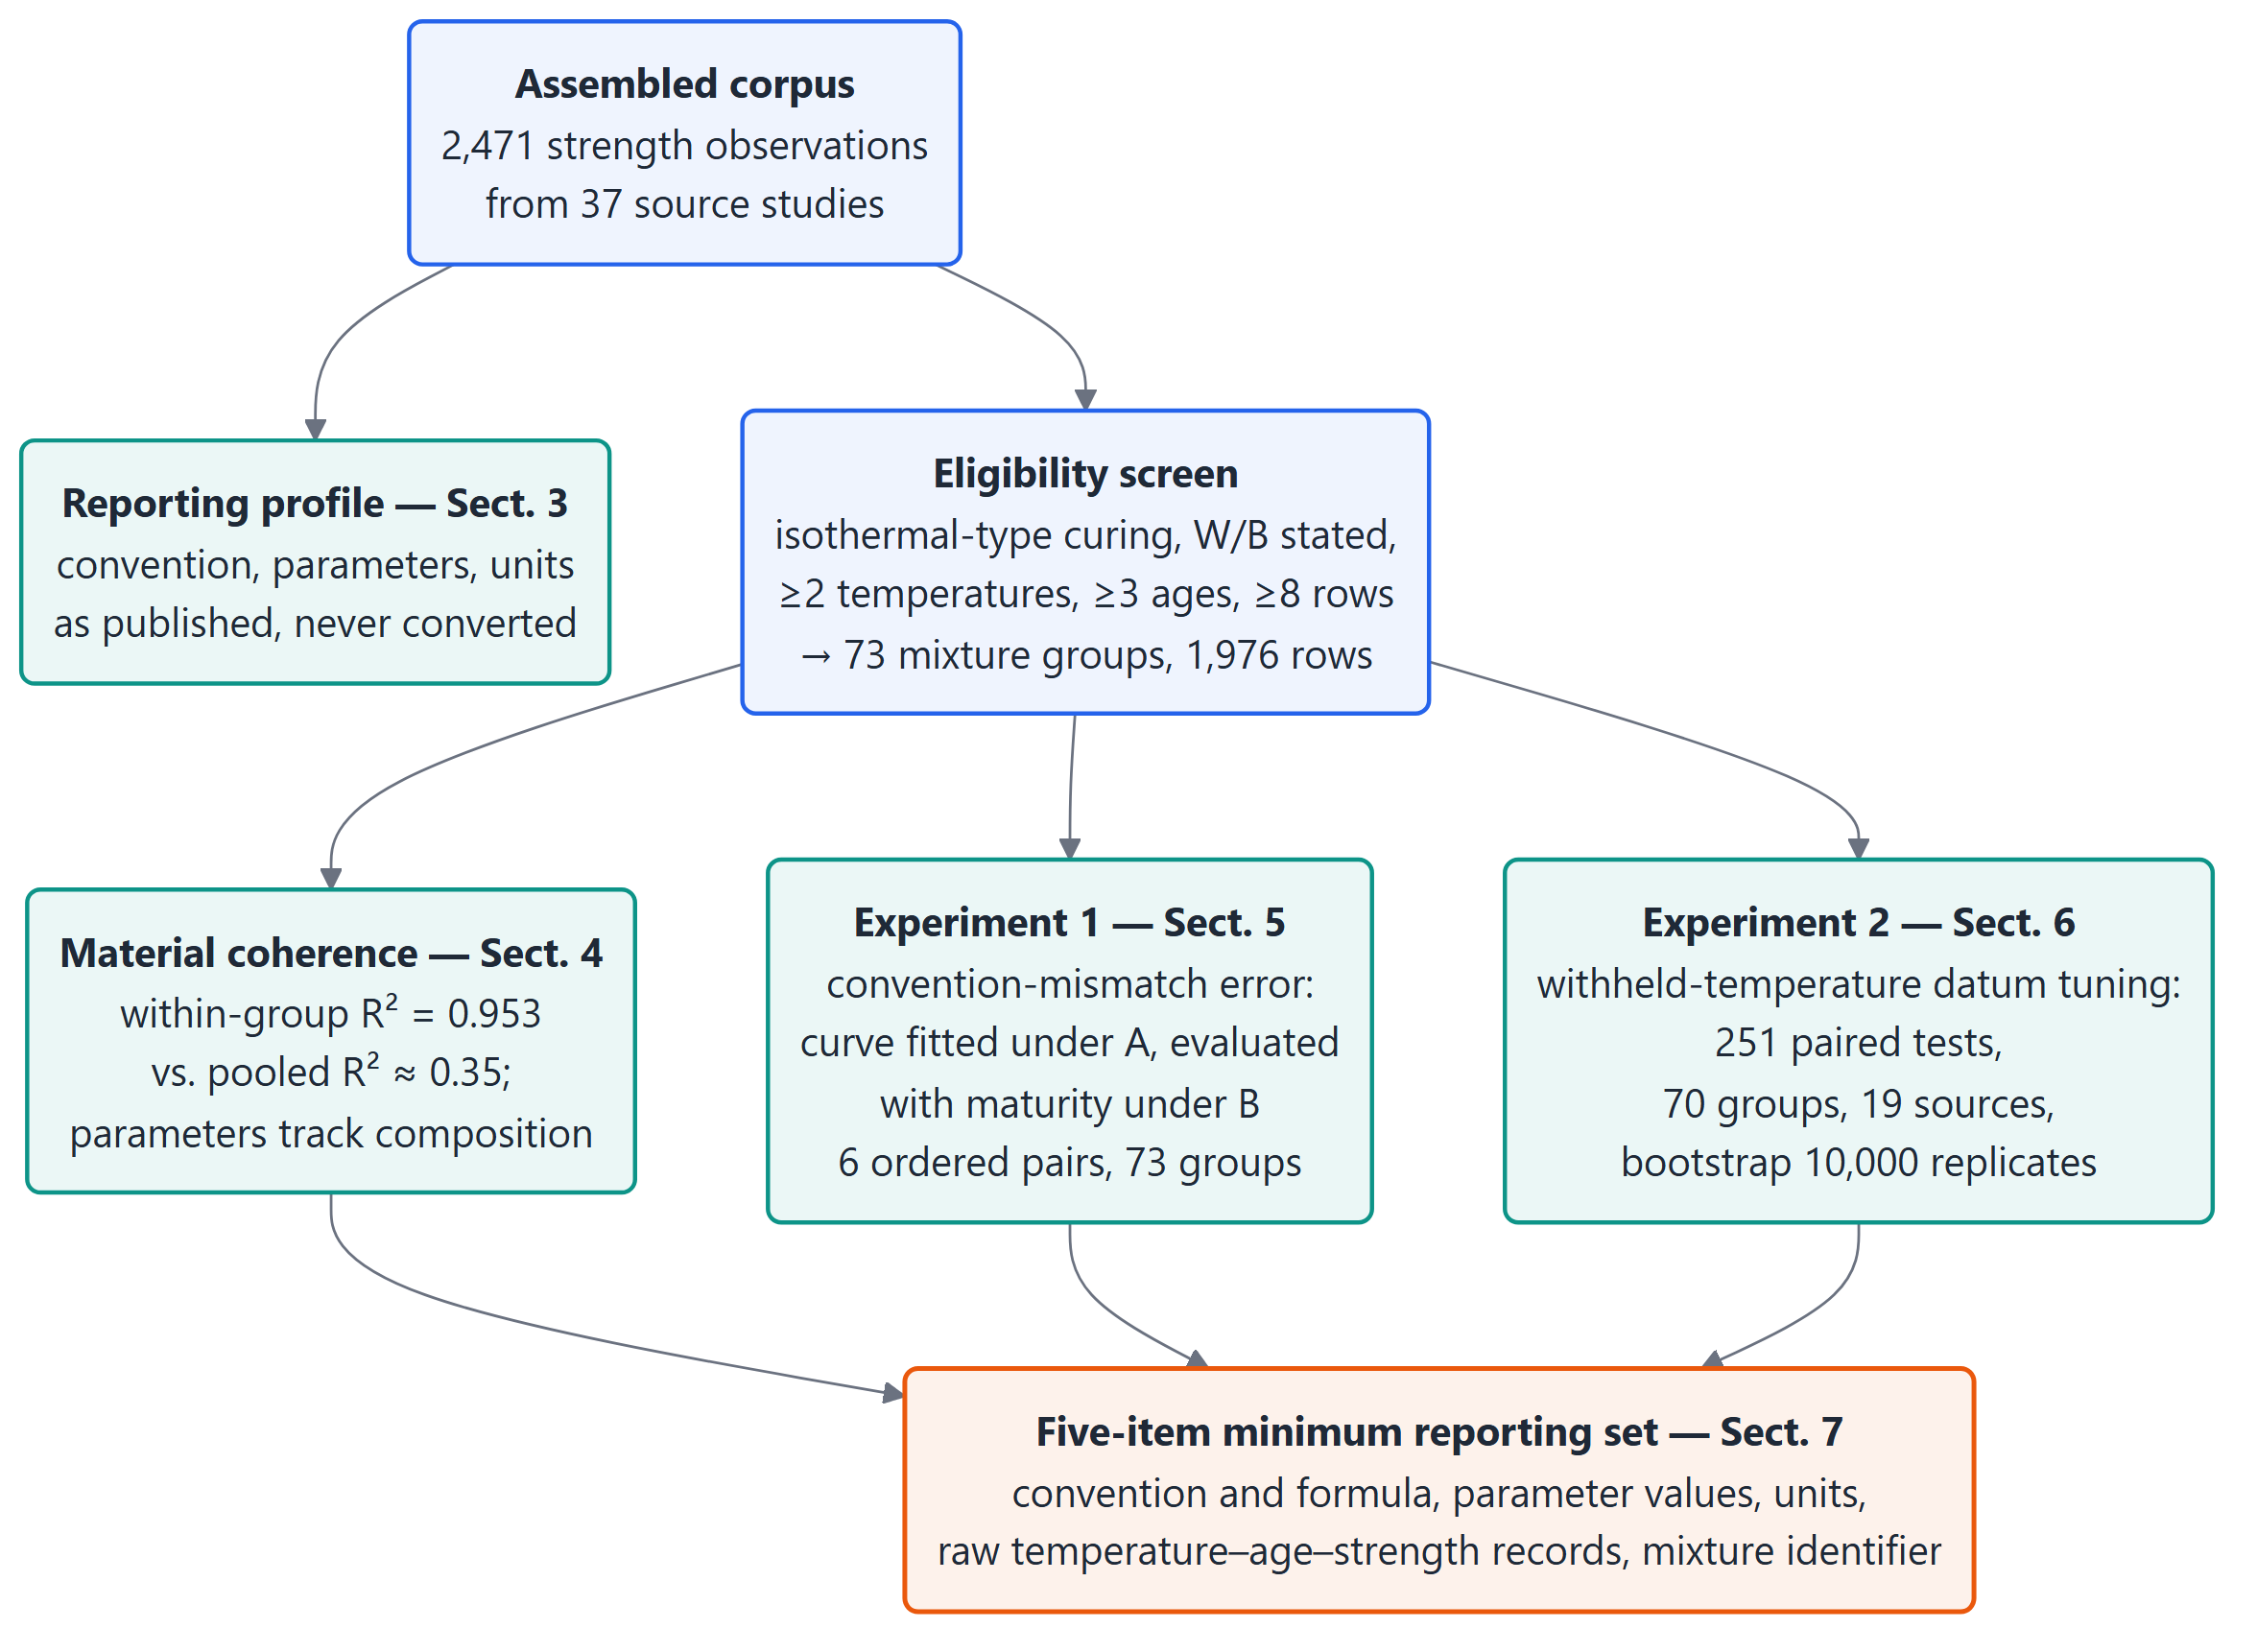 Assembled corpus
2,471 strength observations
from 37 source studies
Reporting profile — Sect. 3
convention, parameters, units
as published, never converted
Eligibility screen
isothermal-type curing, W/B stated,
≥2 temperatures, ≥3 ages, ≥8 rows
→ 73 mixture groups, 1,976 rows
Material coherence — Sect. 4
within-group R² = 0.953
vs. pooled R² ≈ 0.35;
parameters track composition
Experiment 1 — Sect. 5
convention-mismatch error:
curve fitted under A, evaluated
with maturity under B
6 ordered pairs, 73 groups
Experiment 2 — Sect. 6
withheld-temperature datum tuning:
251 paired tests,
70 groups, 19 sources,
bootstrap 10,000 replicates
Five-item minimum reporting set — Sect. 7
convention and formula, parameter values, units,
raw temperature–age–strength records, mixture identifier